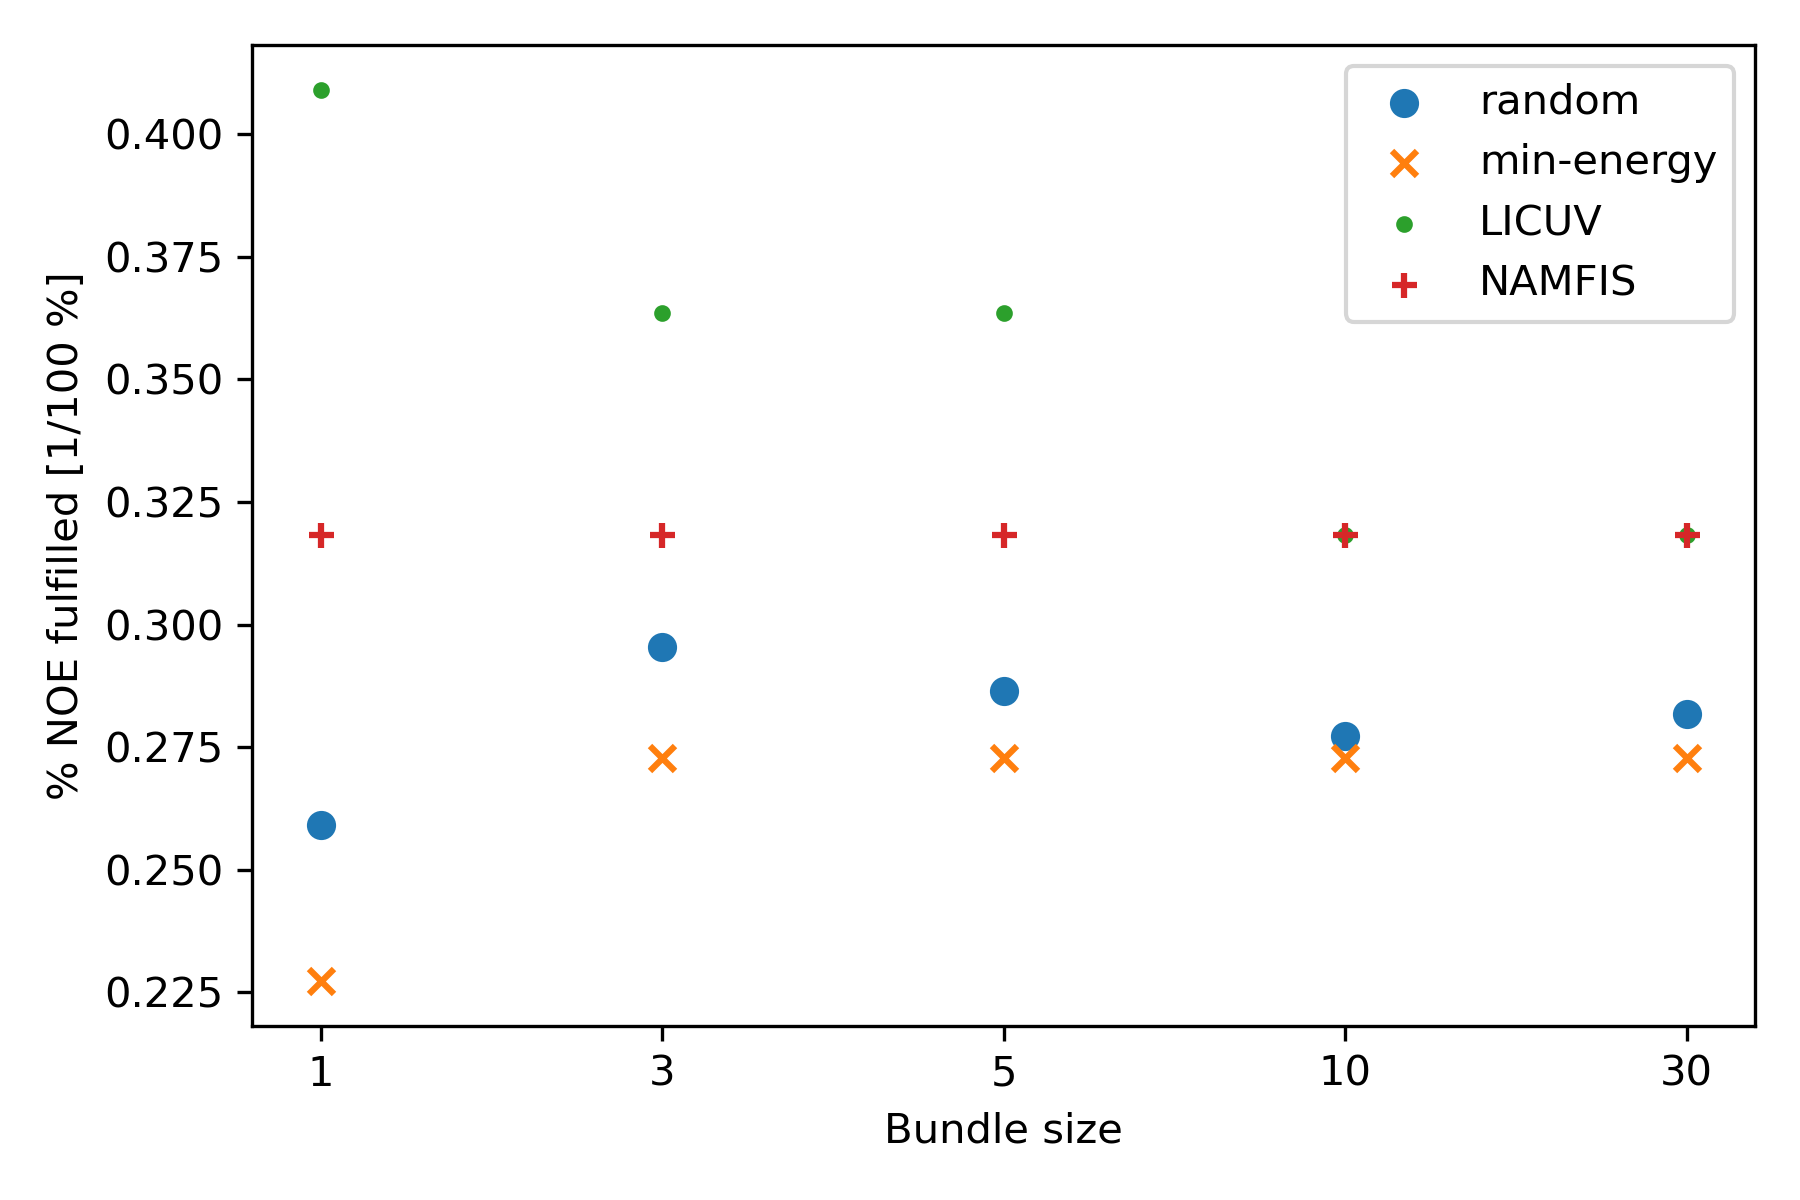 % NOE fulfilled [1/100 %]
0.400
0.375
0.350
0.325
0.300
0.275
0.250
0.225
random
min-energy
LICUV
NAMFIS
1 3 5 10 30
Bundle size